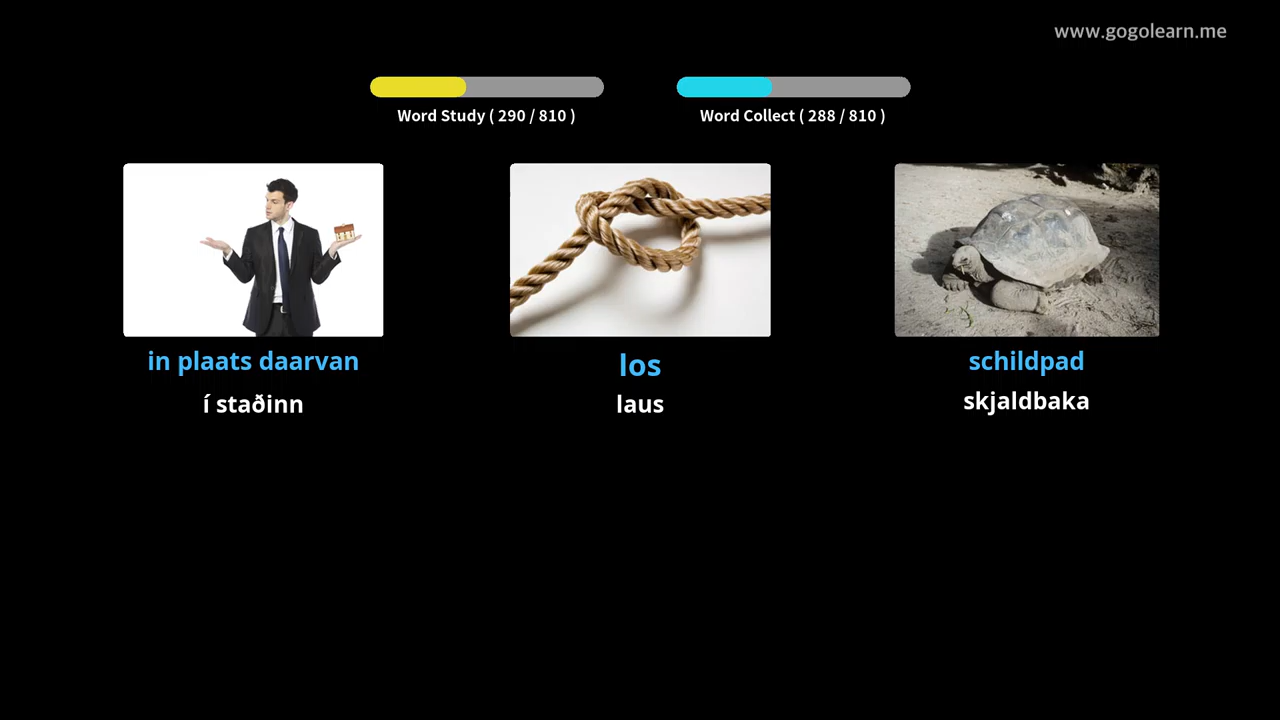 www.gogolearn.me
Word Study ( 290 / 810 )
Word Collect ( 288 / 810 )
in plaats daarvan
í staðinn
los
laus
schildpad
skjaldbaka